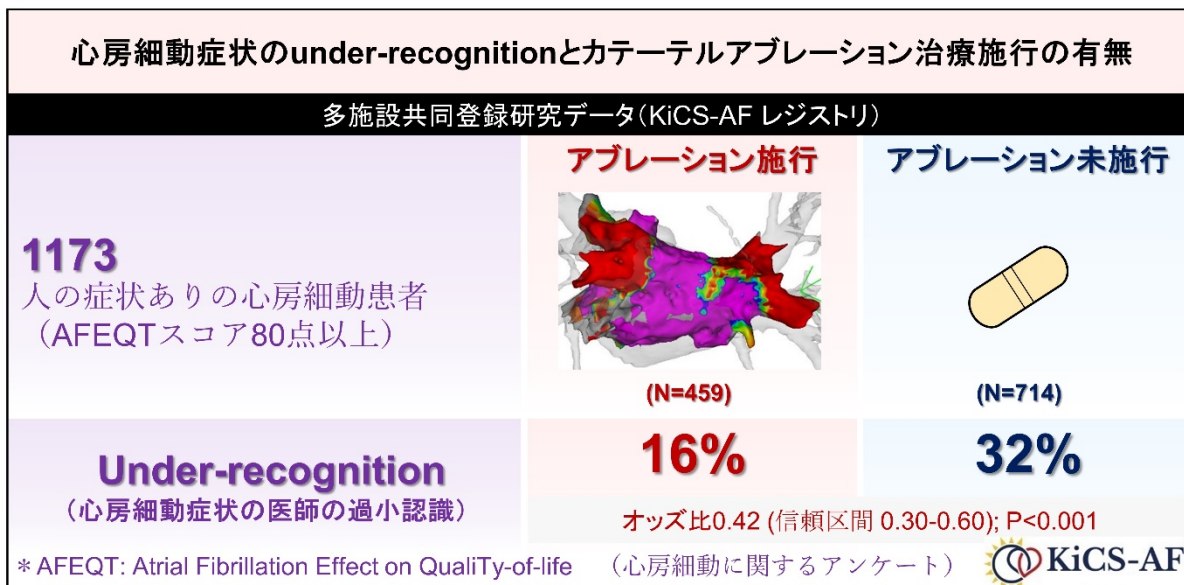 心房細動症状のunder-recognitionとカテーテルアブレーション治療施行の有無
多施設共同登録研究データ(KiCS-AF レジストリ)
アブレーション施行
アブレーション未施行
1173
人の症状ありの心房細動患者
（AFEQTスコア80点以上）
(N=459)
(N=714)
Under-recognition
（心房細動症状の医師の過小認識）
16%
32%
オッズ比0.42 (信頼区間 0.30-0.60); P<0.001
＊AFEQT: Atrial Fibrillation Effect on QualiTy-of-life （心房細動に関するアンケート）
KiCS-AF